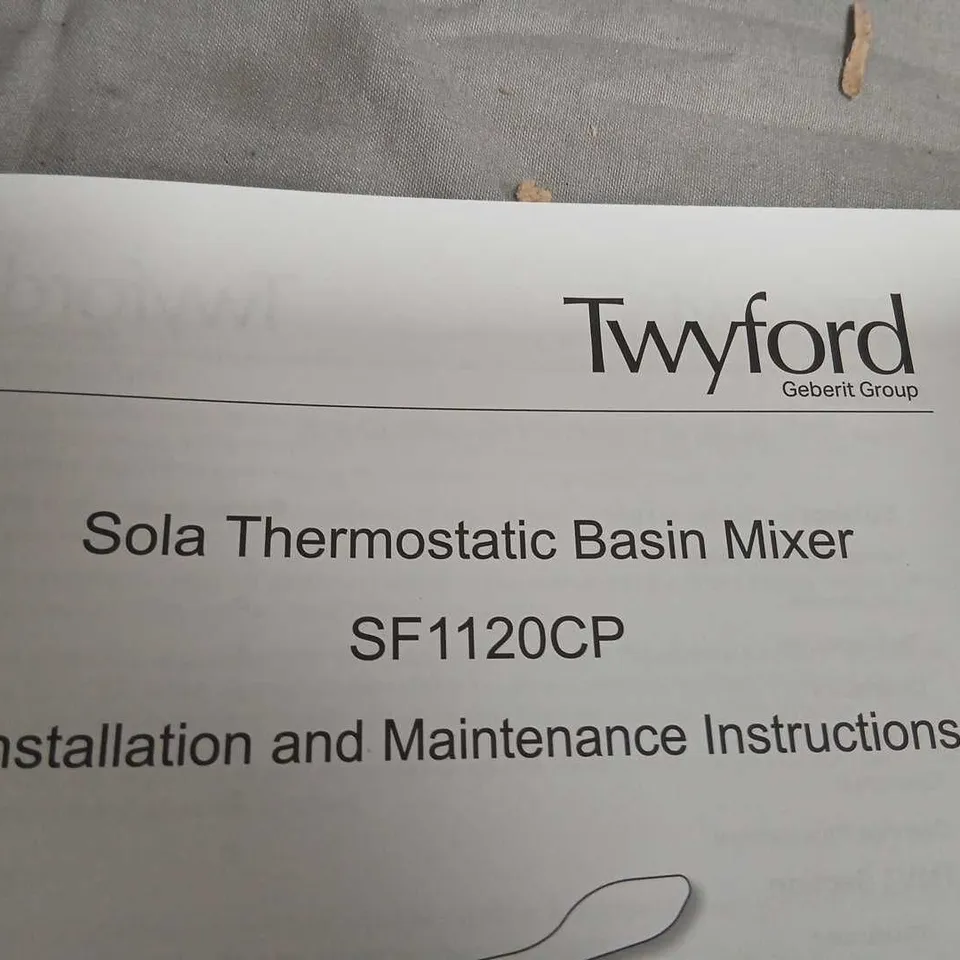 Twyford
Geberit Group
Sola Thermostatic Basin Mixer
SF1120CP
nstallation and Maintenance Instructions